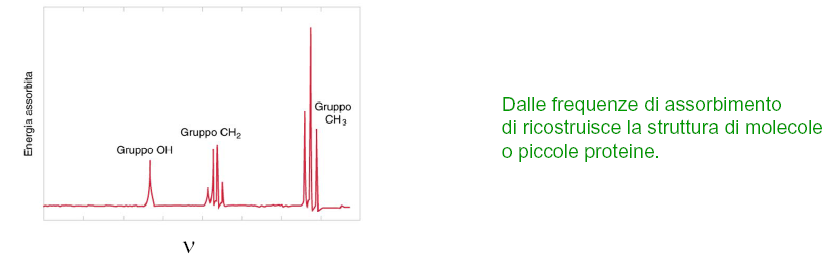 Energia assorbita
Gruppo OH
Gruppo CH₂
Gruppo
CH₃
ν
Dalle frequenze di assorbimento
di ricostruisce la struttura di molecole
o piccole proteine.